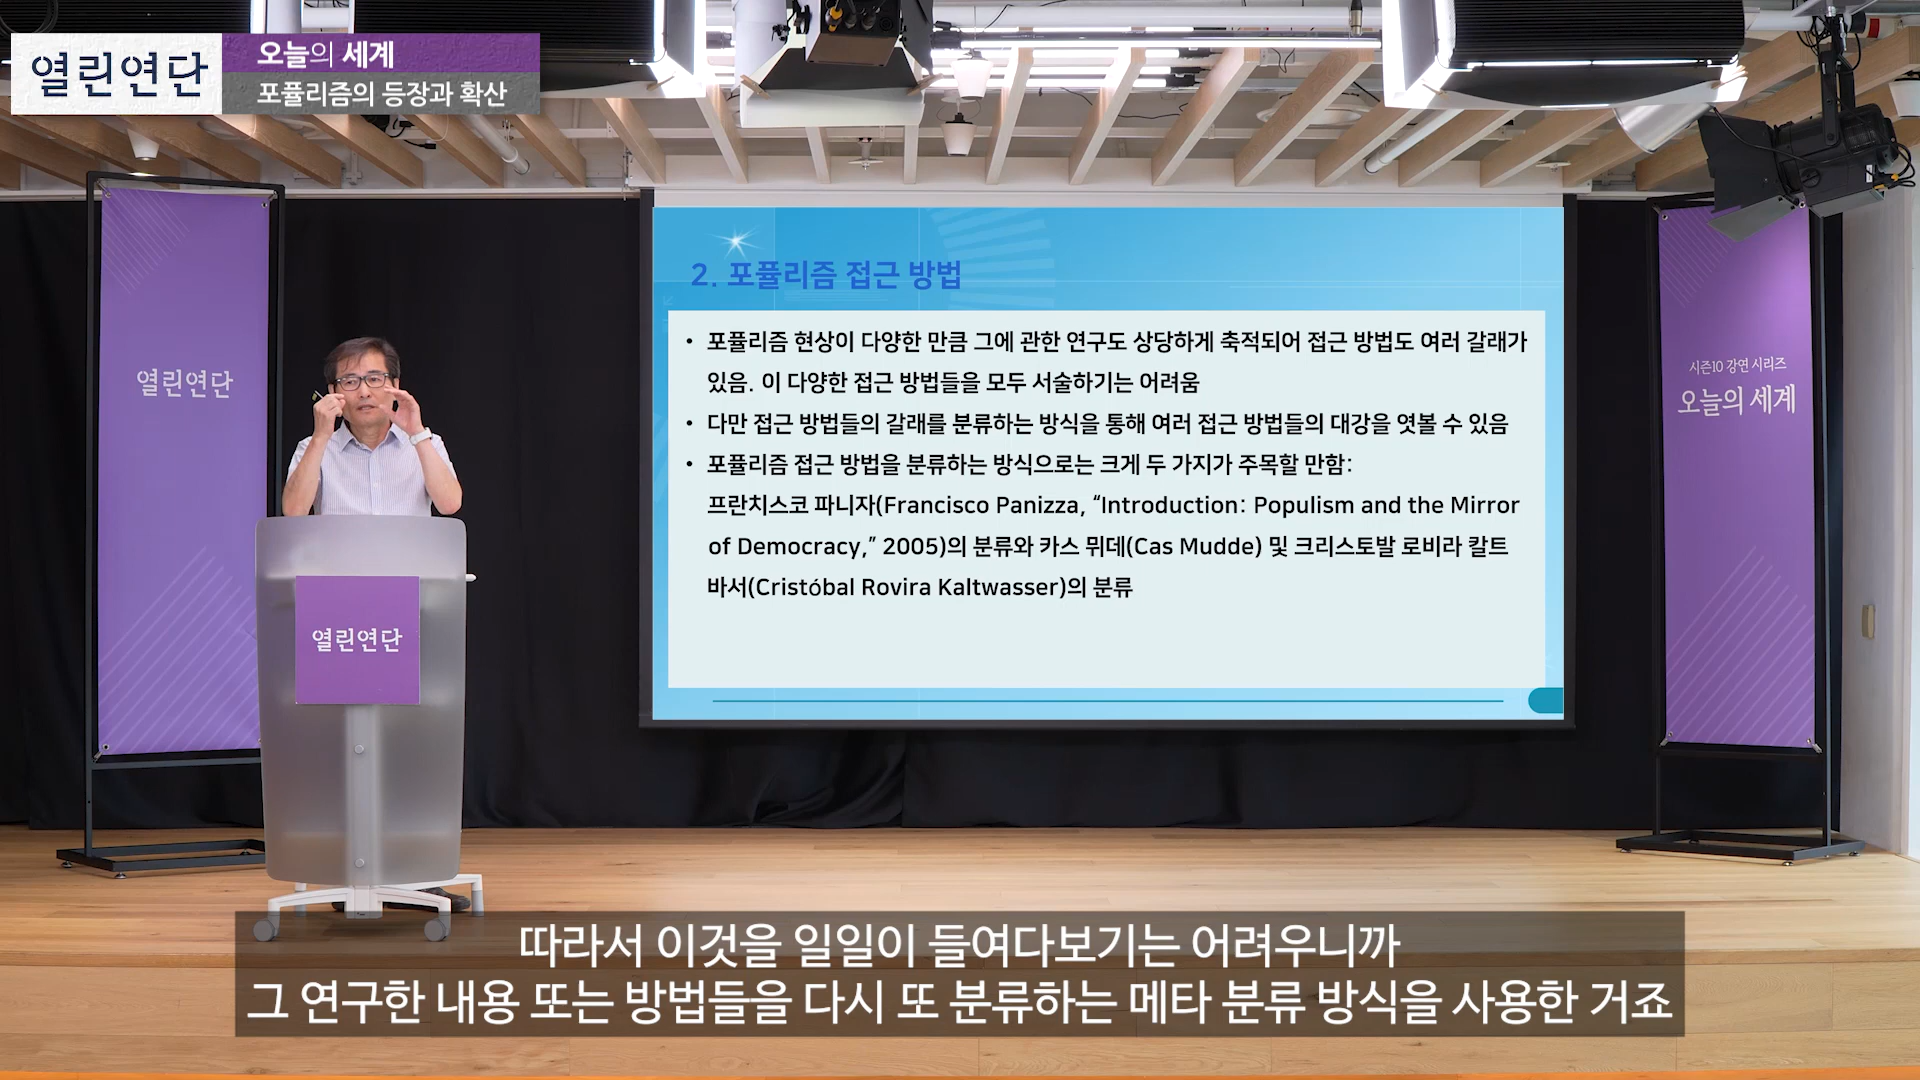 열린연단
오늘의 세계
포퓰리즘의 등장과 확산
열린연단
열린연단
2. 포퓰리즘 접근 방법
• 포퓰리즘 현상이 다양한 만큼 그에 관한 연구도 상당하게 축적되어 접근 방법도 여러 갈래가
있음. 이 다양한 접근 방법들을 모두 서술하기는 어려움
• 다만 접근 방법들의 갈래를 분류하는 방식을 통해 여러 접근 방법들의 대강을 엿볼 수 있음
• 포퓰리즘 접근 방법을 분류하는 방식으로는 크게 두 가지가 주목할 만함:
프란치스코 파니자(Francisco Panizza, “Introduction: Populism and the Mirror
of Democracy,” 2005)의 분류와 카스 뮈데(Cas Mudde) 및 크리스토발 로비라 칼트
바서(Cristóbal Rovira Kaltwasser)의 분류
시즌10 강연 시리즈
오늘의 세계
따라서 이것을 일일이 들여다보기는 어려우니까
그 연구한 내용 또는 방법들을 다시 또 분류하는 메타 분류 방식을 사용한 거죠